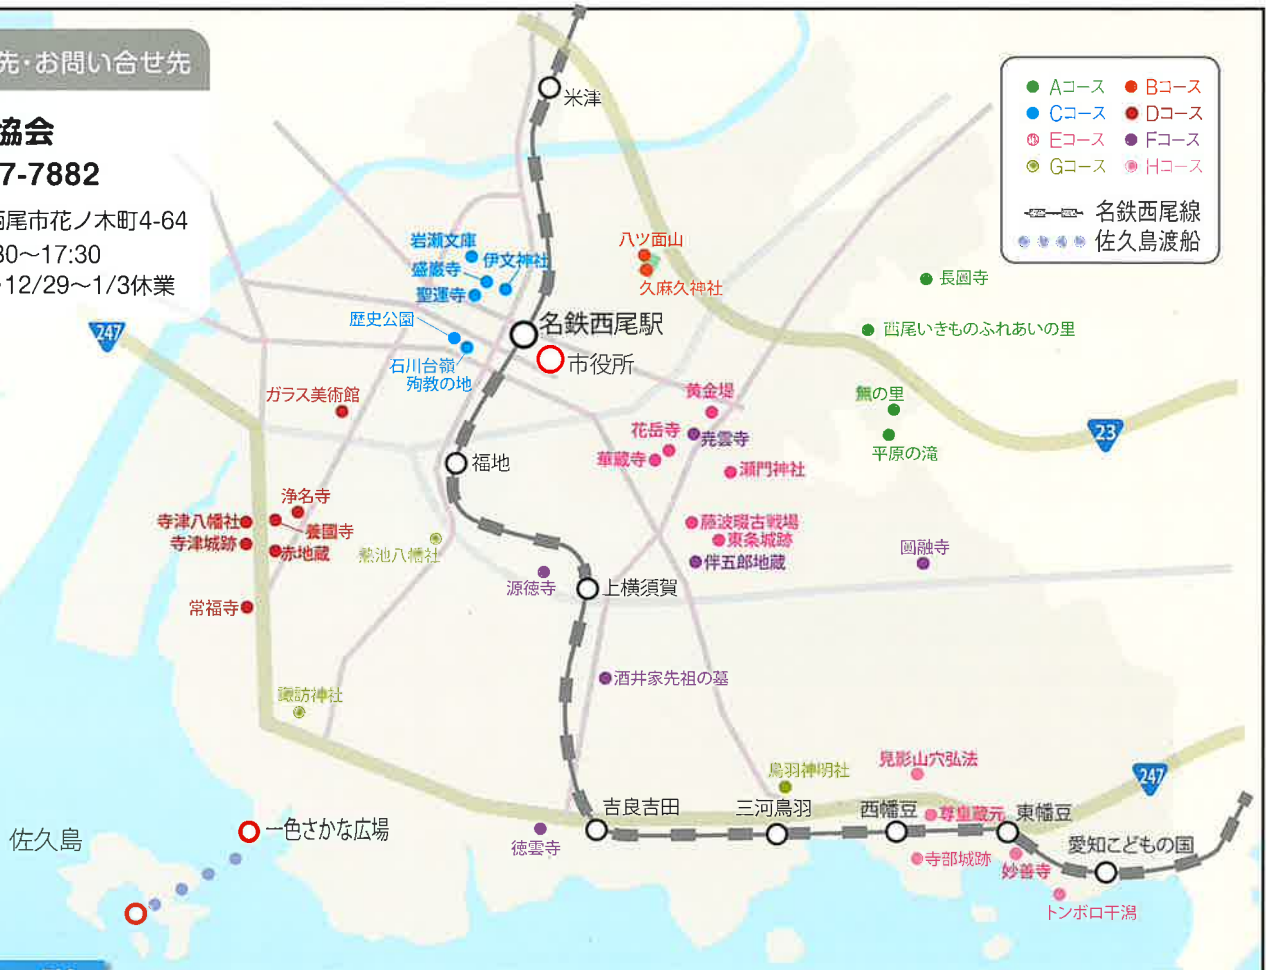 先・お問い合せ先
協会
7-7882
西尾市花ノ木町4-64
30〜17:30
・12/29〜1/3休業
Aコース
Bコース
Cコース
Dコース
Eコース
Fコース
Gコース
Hコース
名鉄西尾線
佐久島渡船
米津
岩瀬文庫
伊文神社
盛巌寺
聖運寺
八ツ面山
久麻久神社
長圓寺
歴史公園
名鉄西尾駅
市役所
西尾いきものふれあいの里
247
石川台嶺
殉教の地
ガラス美術館
黄金堤
無の里
花岳寺
尭雲寺
23
平原の滝
華蔵寺
瀬門神社
福地
浄名寺
寺津八幡社
養國寺
寺津城跡
赤地蔵
熱池八幡社
藤波畷古戦場
東条城跡
伴五郎地蔵
圓融寺
源徳寺
上横須賀
常福寺
酒井家先祖の墓
諏訪神社
見影山穴弘法
鳥羽神明社
247
吉良吉田
三河鳥羽
西幡豆
尊皇蔵元
東幡豆
佐久島
一色さかな広場
徳雲寺
愛知こどもの国
寺部城跡
妙善寺
トンボロ干潟